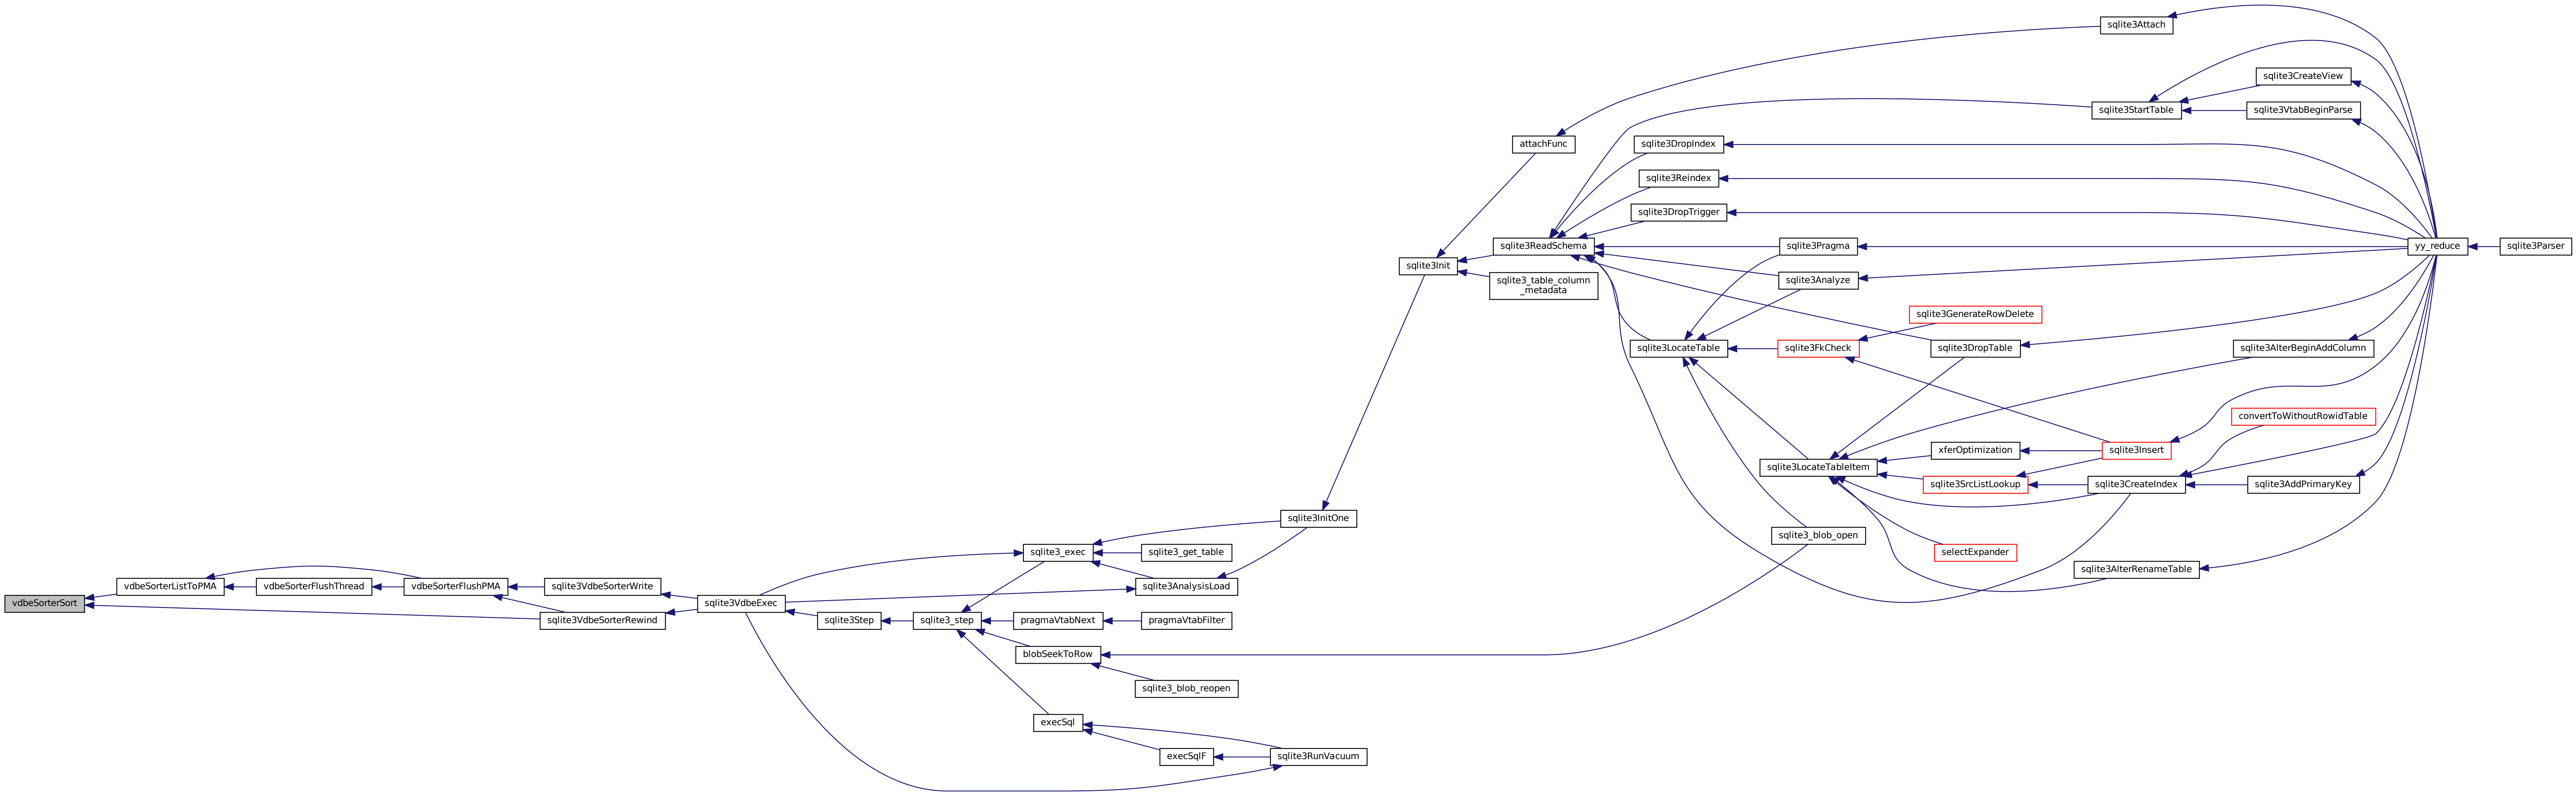 sqlite3Attach
sqlite3CreateView
sqlite3StartTable
sqlite3VtabBeginParse
attachFunc
sqlite3DropIndex
sqlite3Reindex
sqlite3DropTrigger
sqlite3ReadSchema
sqlite3Pragma
yy_reduce
sqlite3Parser
sqlite3Init
sqlite3_table_column
_metadata
sqlite3Analyze
sqlite3GenerateRowDelete
sqlite3LocateTable
sqlite3FkCheck
sqlite3DropTable
sqlite3AlterBeginAddColumn
convertToWithoutRowidTable
xferOptimization
sqlite3Insert
sqlite3LocateTableItem
sqlite3SrcListLookup
sqlite3CreateIndex
sqlite3AddPrimaryKey
sqlite3InitOne
sqlite3_blob_open
sqlite3_exec
sqlite3_get_table
selectExpander
sqlite3AlterRenameTable
vdbeSorterListToPMA
vdbeSorterFlushThread
vdbeSorterFlushPMA
sqlite3VdbeSorterWrite
sqlite3AnalysisLoad
vdbeSorterSort
sqlite3VdbeExec
sqlite3VdbeSorterRewind
sqlite3Step
sqlite3_step
pragmaVtabNext
pragmaVtabFilter
blobSeekToRow
sqlite3_blob_reopen
execSql
execSqlF
sqlite3RunVacuum